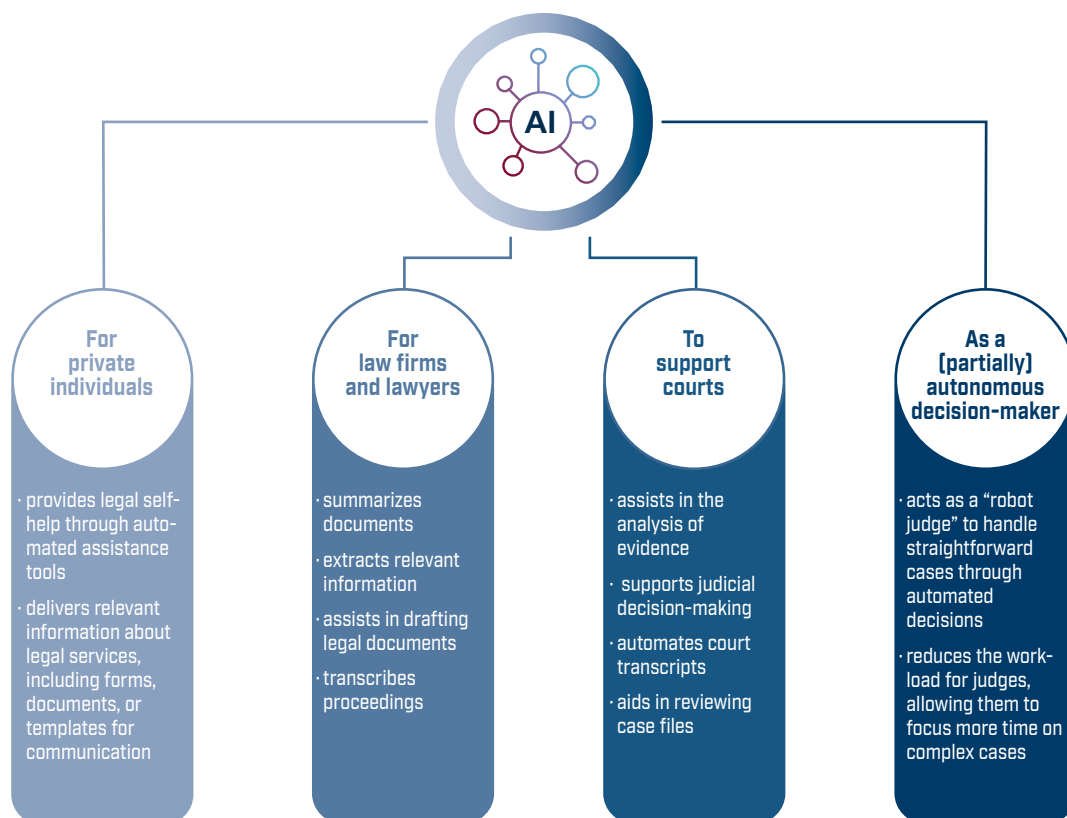 AI
For
private
individuals
· provides legal self-
help through auto-
mated assistance
tools
· delivers relevant
information about
legal services,
including forms,
documents, or
templates for
communication
For
law firms
and lawyers
· summarizes
documents
· extracts relevant
information
· assists in drafting
legal documents
· transcribes
proceedings
To
support
courts
· assists in the
analysis of
evidence
· supports judicial
decision-making
· automates court
transcripts
· aids in reviewing
case files
As a
(partially)
autonomous
decision-maker
· acts as a “robot
judge” to handle
straightforward
cases through
automated
decisions
· reduces the work-
load for judges,
allowing them to
focus more time on
complex cases